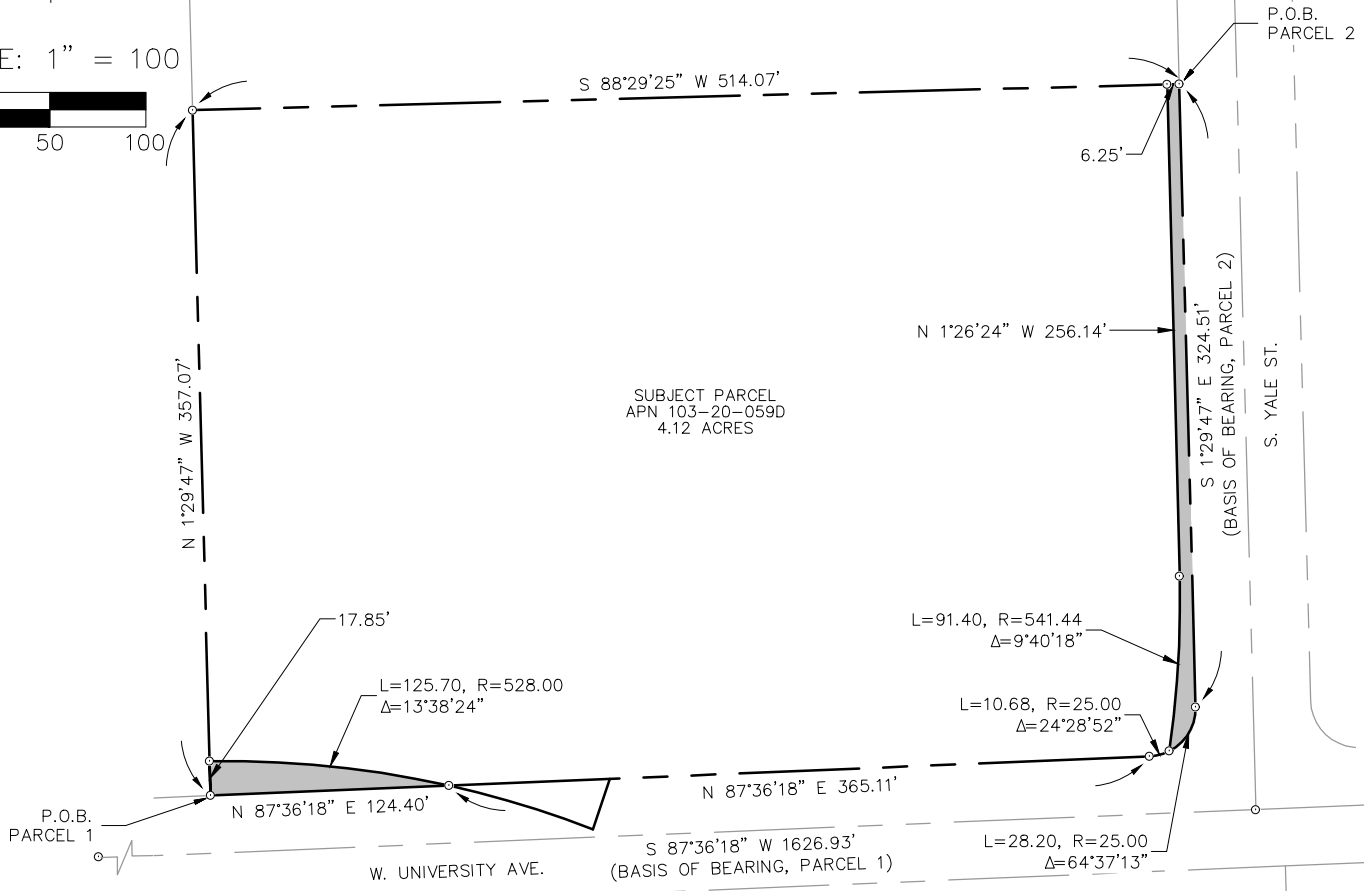 E: 1” = 100
50
100
P.O.B.
PARCEL 2
S 88°29'25” W 514.07'
6.25'
N 1°26'24” W 256.14'
S 1°29'47” E 324.51'
(BASIS OF BEARING, PARCEL 2)
S. YALE ST.
N 1°29'47” W 357.07'
SUBJECT PARCEL
APN 103-20-059D
4.12 ACRES
17.85'
L=125.70, R=528.00
Δ=13°38'24”
L=91.40, R=541.44
Δ=9°40'18”
L=10.68, R=25.00
Δ=24°28'52”
P.O.B.
PARCEL 1
N 87°36'18” E 124.40'
N 87°36'18” E 365.11'
L=28.20, R=25.00
Δ=64°37'13”
W. UNIVERSITY AVE.
S 87°36'18” W 1626.93'
(BASIS OF BEARING, PARCEL 1)